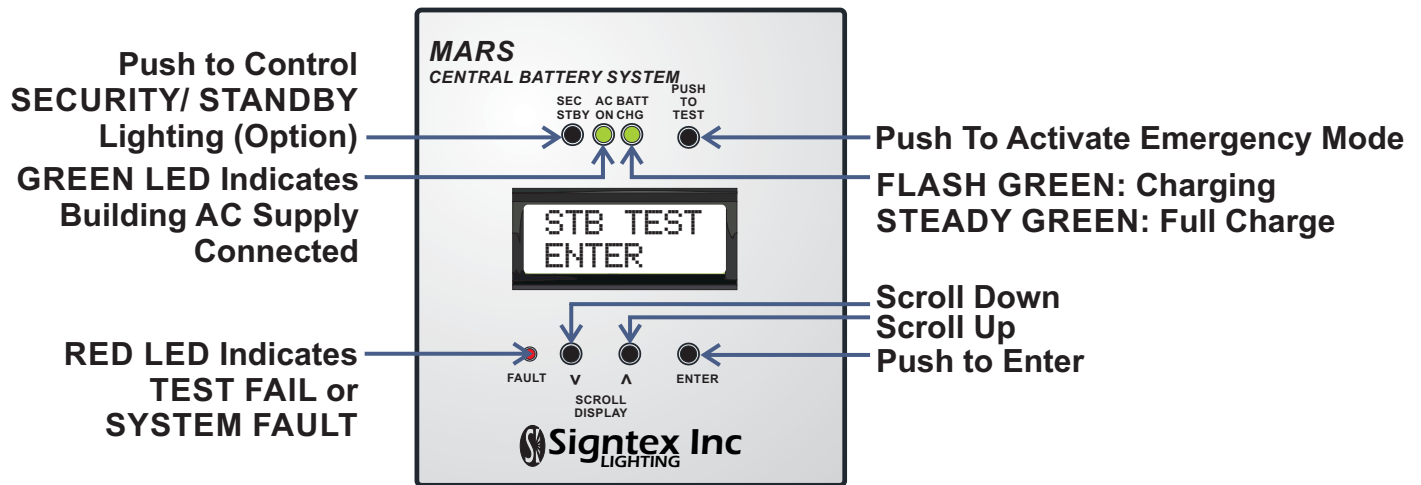 Push to Control
SECURITY/ STANDBY
Lighting (Option)
GREEN LED Indicates
Building AC Supply
Connected
RED LED Indicates
TEST FAIL or
SYSTEM FAULT
MARS
CENTRAL BATTERY SYSTEM
SEC
STBY
AC
ON
BATT
CHG
PUSH
TO
TEST
STB TEST
ENTER
FAULT
V
Λ
ENTER
SCROLL
DISPLAY
Signtex Inc
LIGHTING
Push To Activate Emergency Mode
FLASH GREEN: Charging
STEADY GREEN: Full Charge
Scroll Down
Scroll Up
Push to Enter